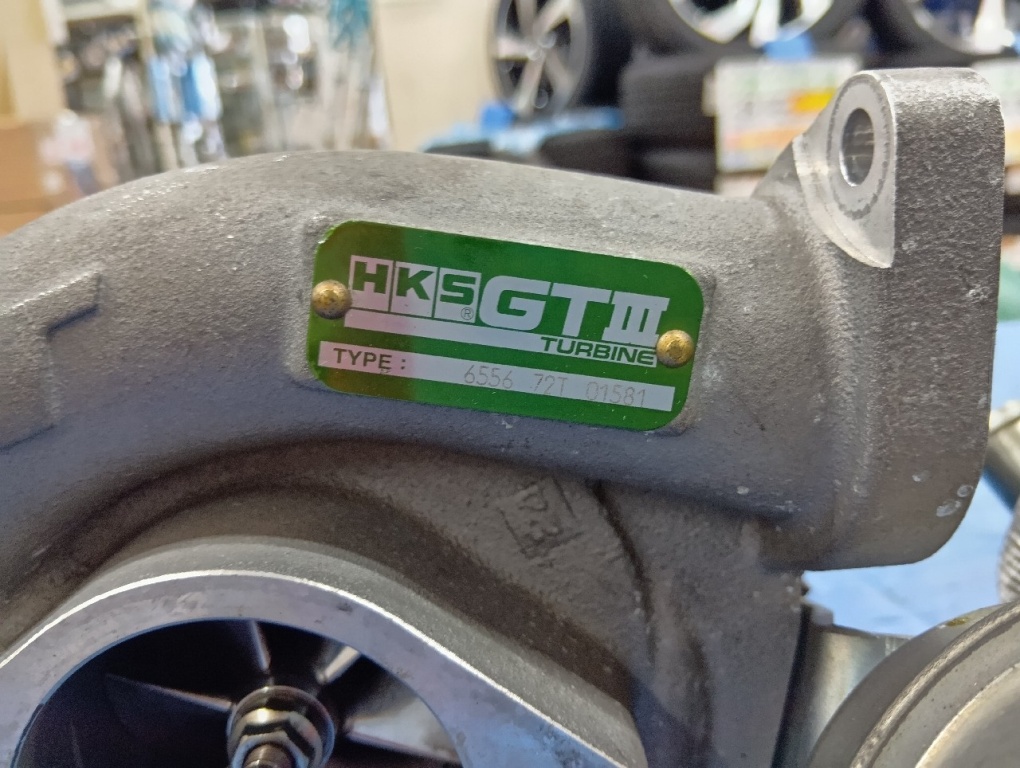 HKS® GTIII
TURBINE
TYPE : 6556 72T 01581